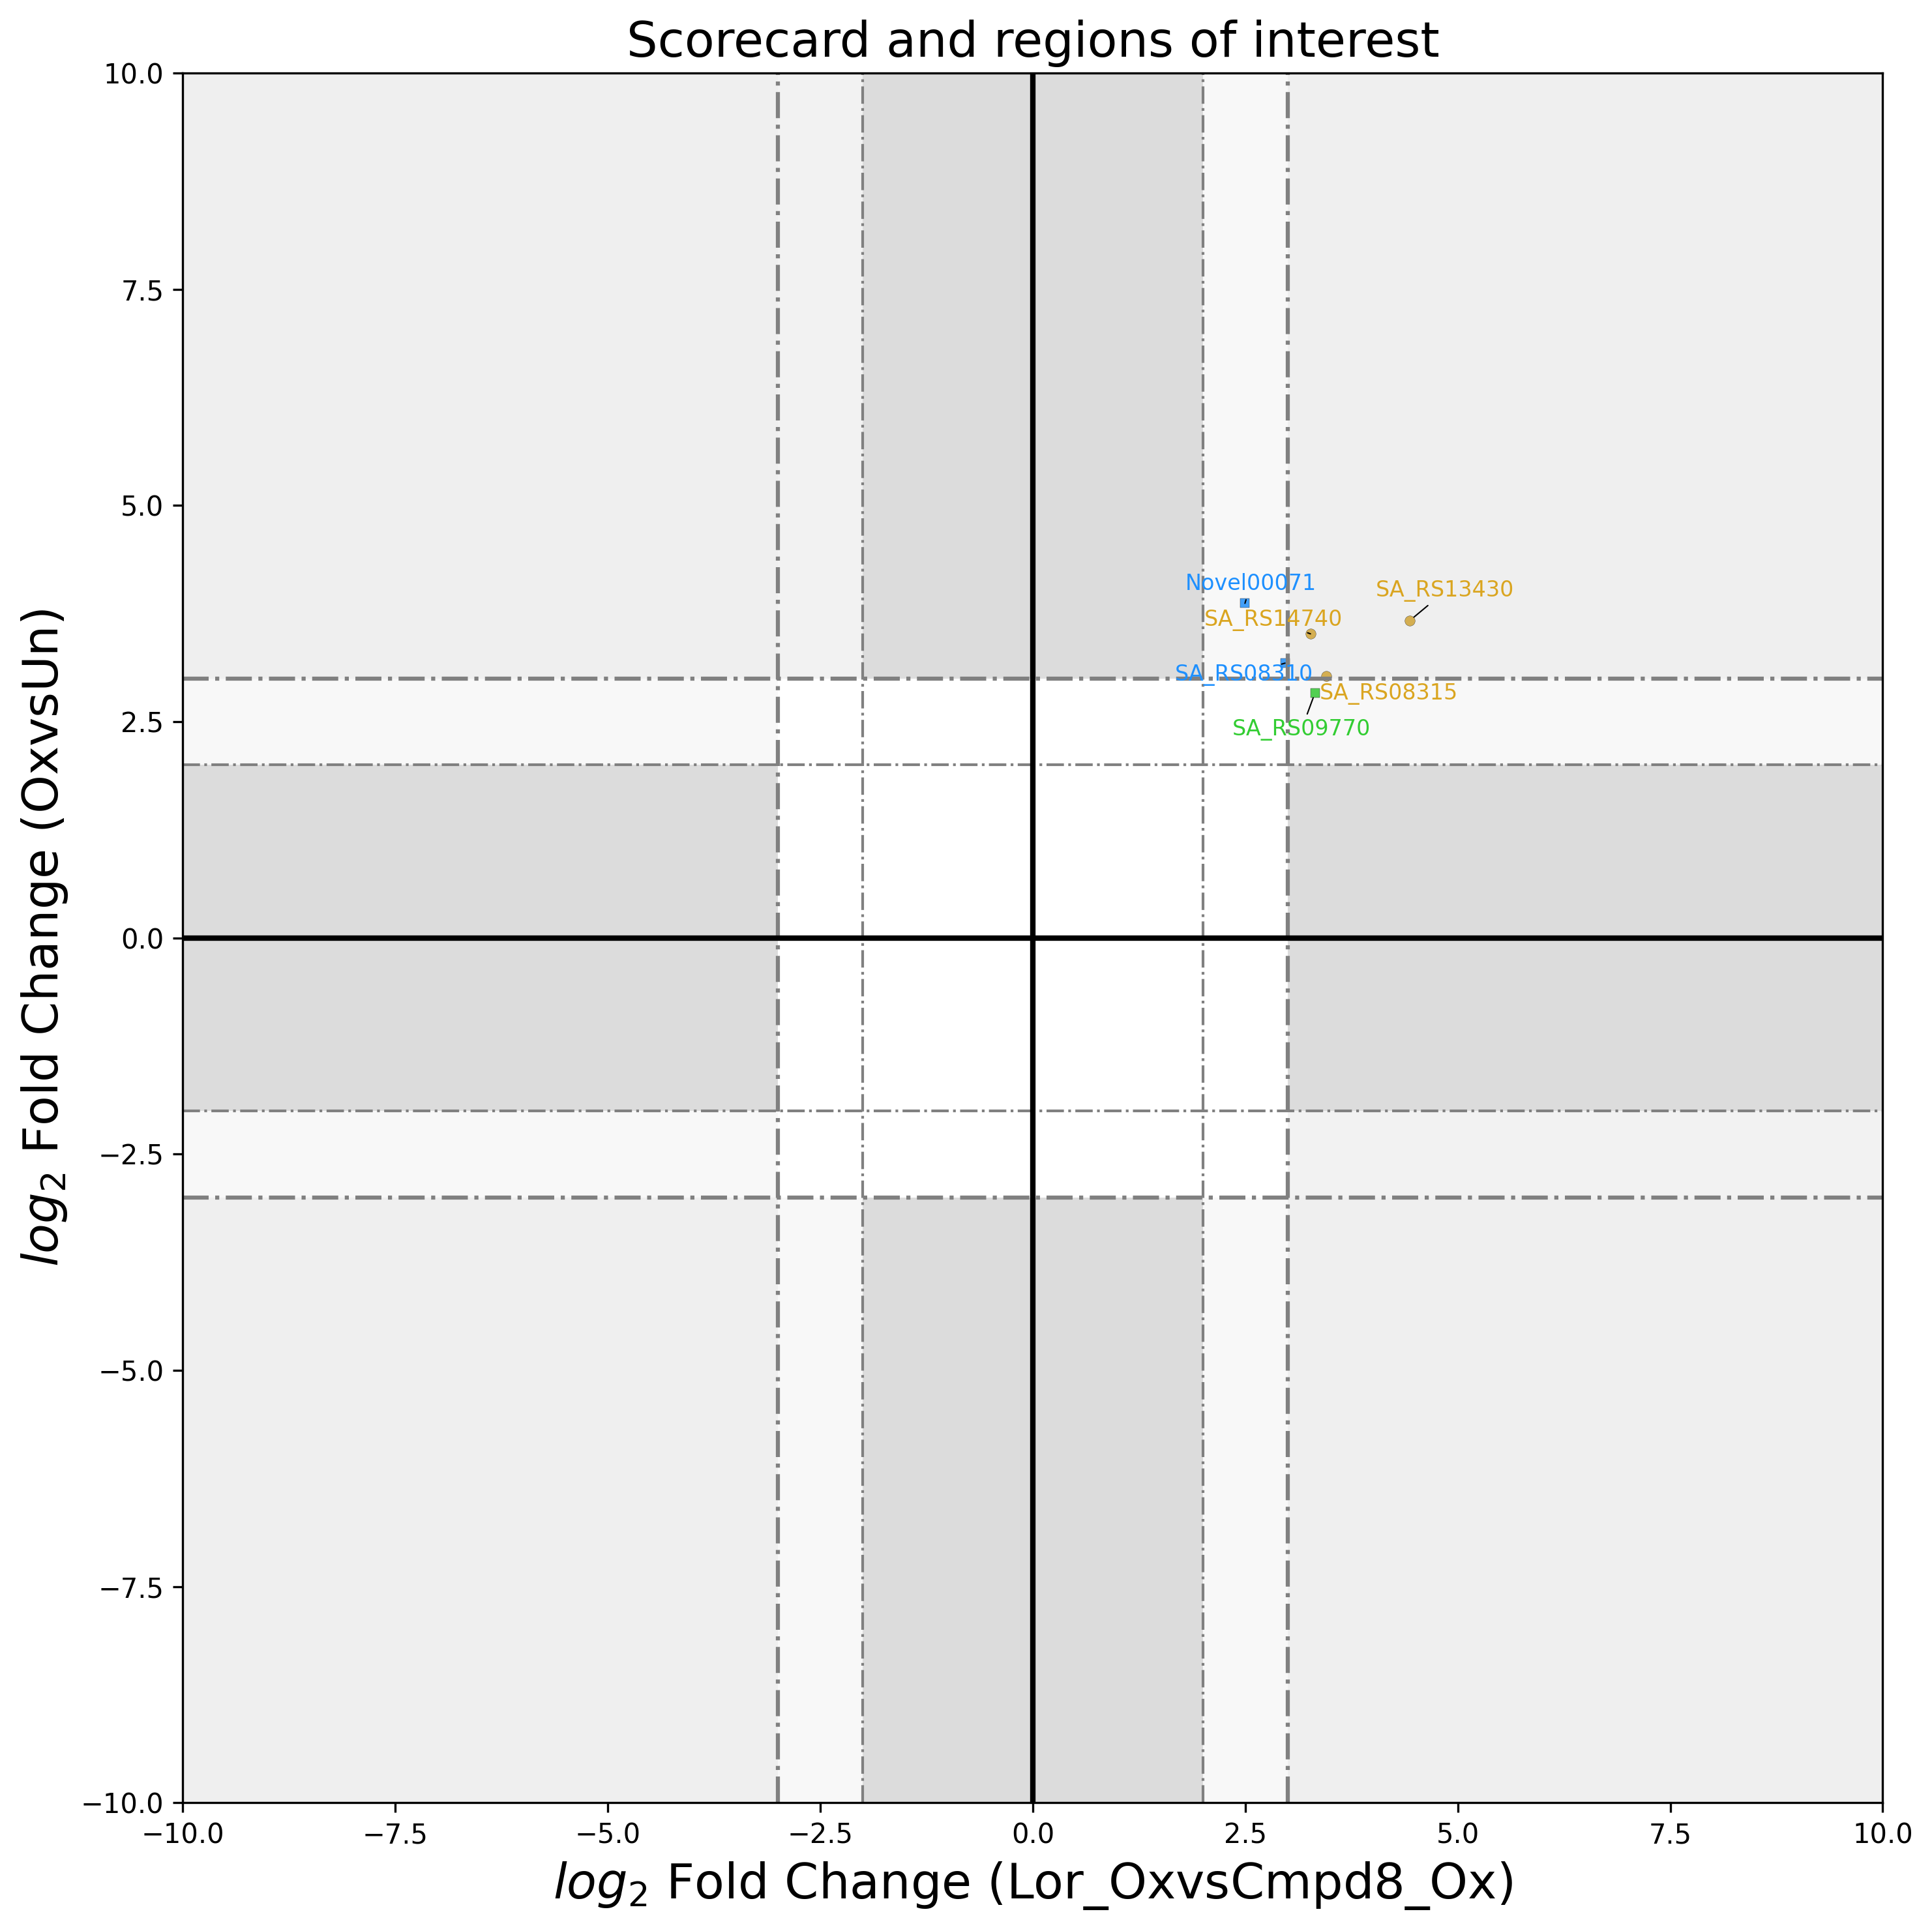 Scorecard and regions of interest
10.0
7.5
5.0
2.5
0.0
−2.5
−5.0
−7.5
−10.0
log2 Fold Change (OxvsUn)
Novel00071
SA_RS13430
SA_RS14740
SA_RS08310
SA_RS08315
SA_RS09770
−10.0 −7.5 −5.0 −2.5 0.0 2.5 5.0 7.5 10.0
log2 Fold Change (Lor_OxvsCmpd8_Ox)